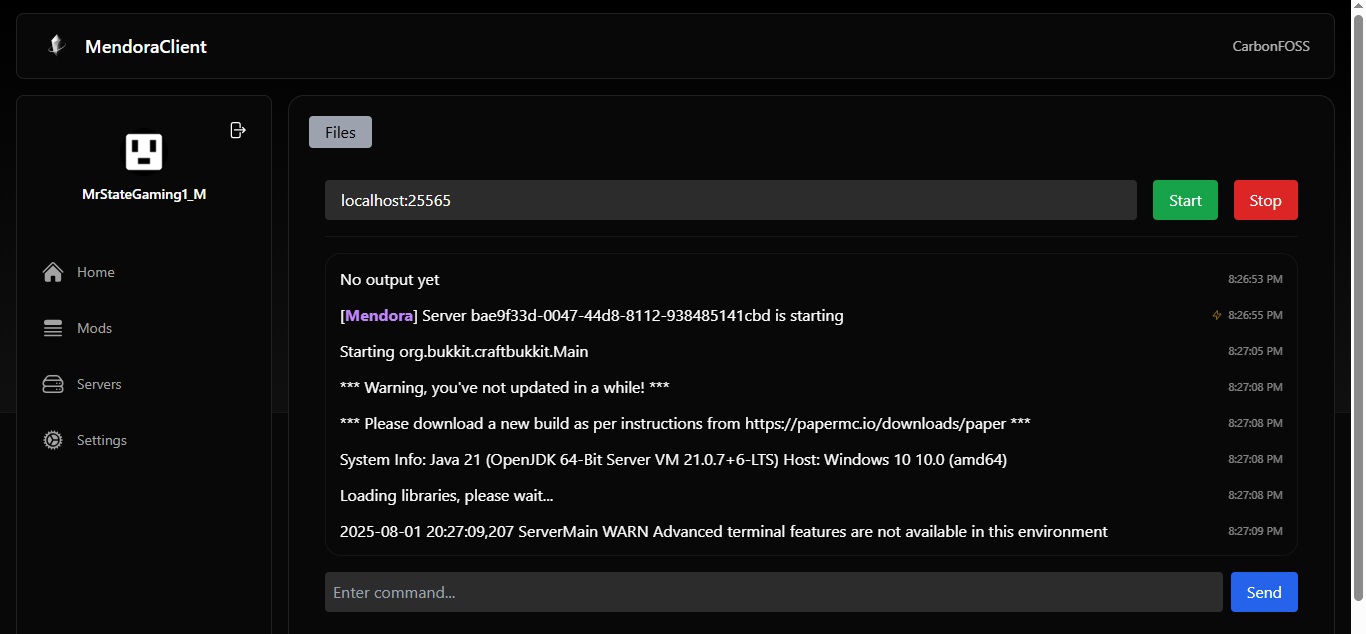 MendoraClient
CarbonFOSS
MrStateGaming1_M
Home
Mods
Servers
Settings
Files
localhost:25565
Start
Stop
No output yet 8:26:53 PM
[Mendora] Server bae9f33d-0047-44d8-8112-938485141cbd is starting 8:26:55 PM
Starting org.bukkit.craftbukkit.Main 8:27:05 PM
*** Warning, you've not updated in a while! *** 8:27:08 PM
*** Please download a new build as per instructions from https://papermc.io/downloads/paper *** 8:27:08 PM
System Info: Java 21 (OpenJDK 64-Bit Server VM 21.0.7+6-LTS) Host: Windows 10 10.0 (amd64) 8:27:08 PM
Loading libraries, please wait... 8:27:08 PM
2025-08-01 20:27:09,207 ServerMain WARN Advanced terminal features are not available in this environment 8:27:09 PM
Enter command...
Send